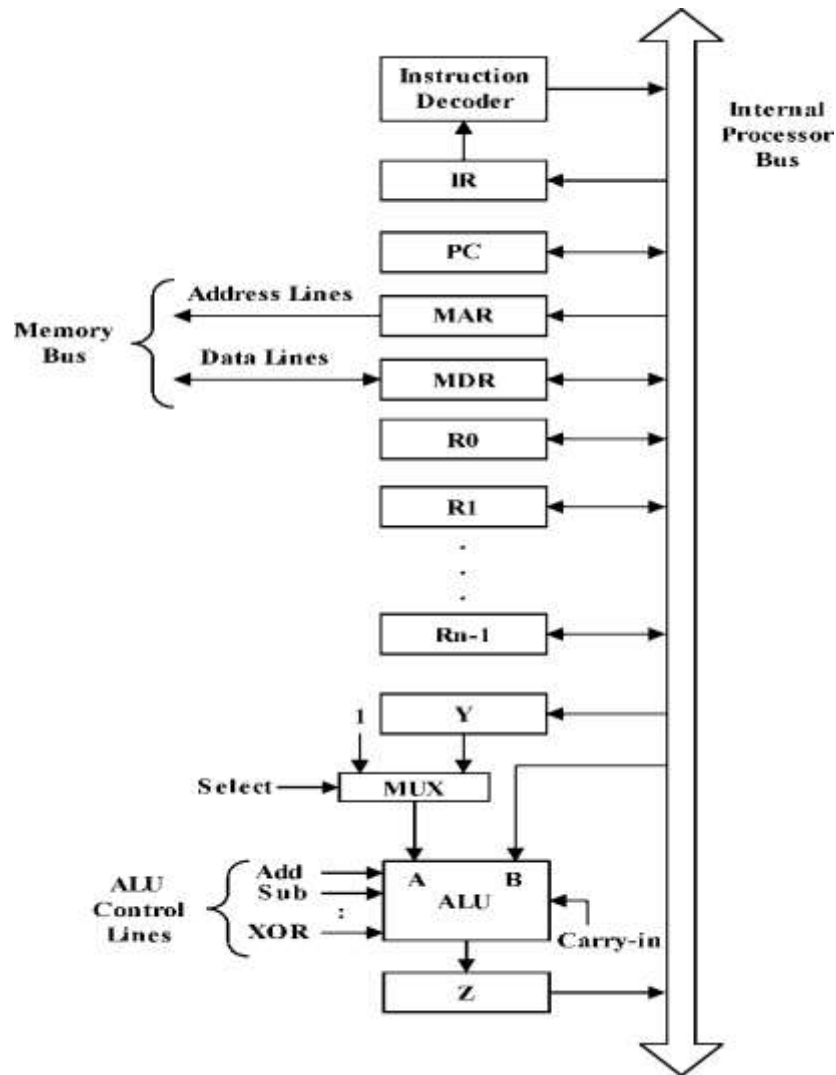 Instruction
Decoder
Internal
Processor
Bus
IR
PC
Address Lines
MAR
Memory
Bus
Data Lines
MDR
R0
R1
.
.
.
Rn-1
1
Y
Select
MUX
ALU
Control
Lines
Add
Sub
:
XOR
A
B
ALU
Carry-in
Z